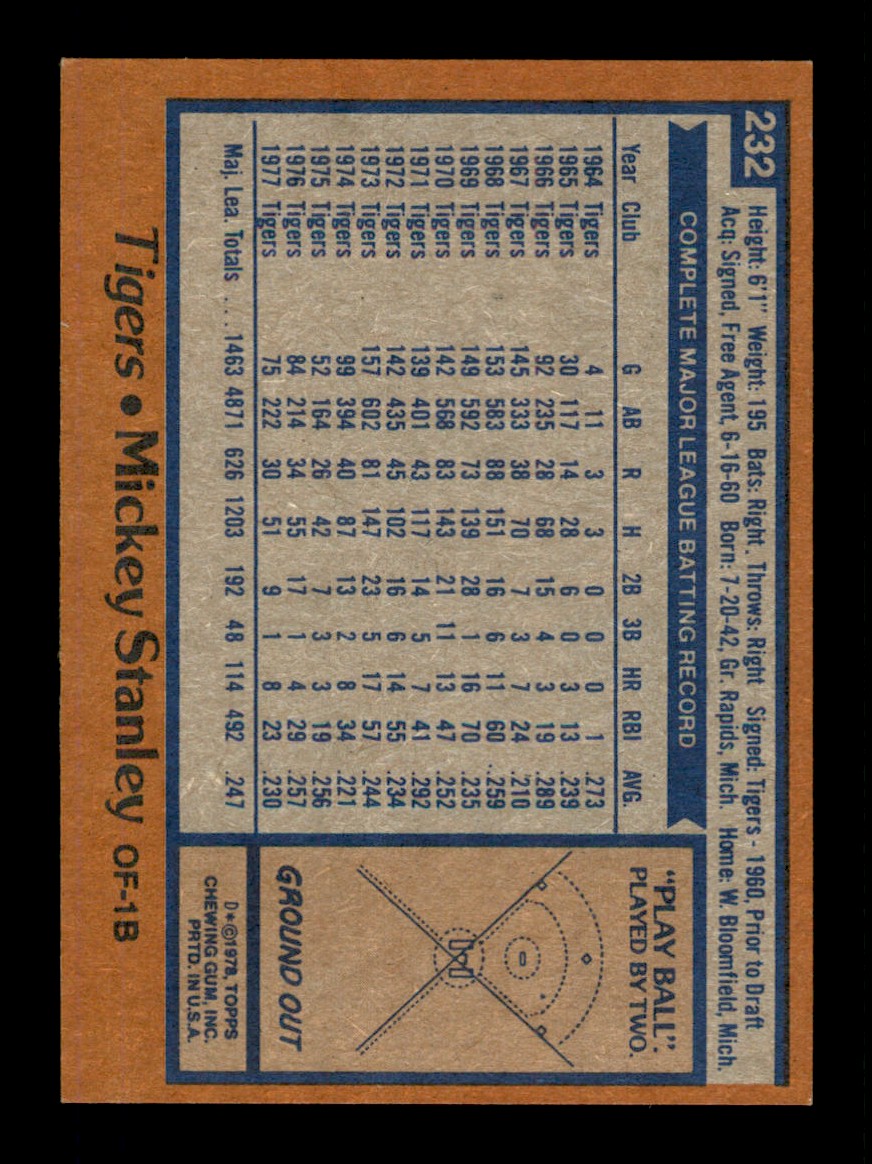 232
Height: 6'1" Weight: 195 Bats: Right Throws: Right Signed: Tigers - 1960, Prior to Draft
Acq: Signed, Free Agent, 6-16-60 Born: 7-20-42, Gr. Rapids, Mich. Home: W. Bloomfield, Mich.
COMPLETE MAJOR LEAGUE BATTING RECORD
Year Club G AB R H 2B 3B HR RBI AVG.
1964 Tigers 4 11 3 3 0 0 0 1 .273
1965 Tigers 30 117 14 28 6 0 3 13 .239
1966 Tigers 92 235 28 68 15 4 3 19 .289
1967 Tigers 145 333 38 70 7 3 7 24 .210
1968 Tigers 153 583 88 151 16 6 11 60 .259
1969 Tigers 149 592 73 139 28 1 16 70 .235
1970 Tigers 142 568 83 143 21 11 13 47 .252
1971 Tigers 139 401 43 117 14 5 7 41 .292
1972 Tigers 142 435 45 102 16 6 14 55 .234
1973 Tigers 157 602 81 147 23 5 17 57 .244
1974 Tigers 99 394 40 87 13 2 8 34 .221
1975 Tigers 52 164 26 42 7 3 3 19 .256
1976 Tigers 84 214 34 55 17 1 4 29 .257
1977 Tigers 75 222 30 51 9 1 8 23 .230
Maj. Lea. Totals ... 1463 4871 626 1203 192 48 114 492 .247
"PLAY BALL".
PLAYED BY TWO.
GROUND OUT
D*©1978, TOPPS
CHEWING GUM, INC.
PRTD. IN U.S.A.
Tigers • Mickey Stanley OF-1B